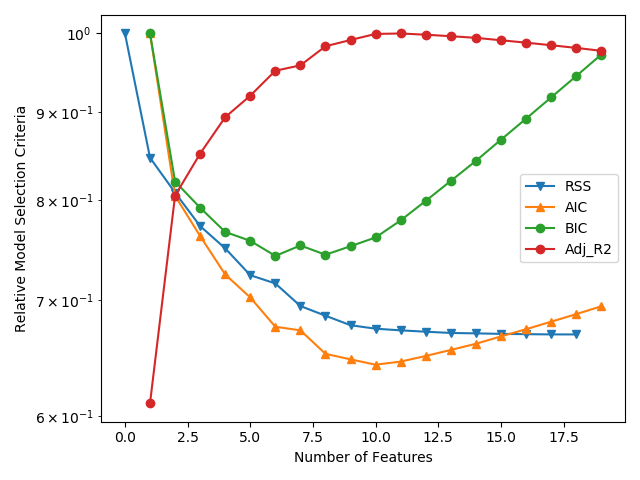 Relative Model Selection Criteria
10⁰
9 × 10⁻¹
8 × 10⁻¹
7 × 10⁻¹
6 × 10⁻¹
RSS
AIC
BIC
Adj_R2
0.0 2.5 5.0 7.5 10.0 12.5 15.0 17.5
Number of Features